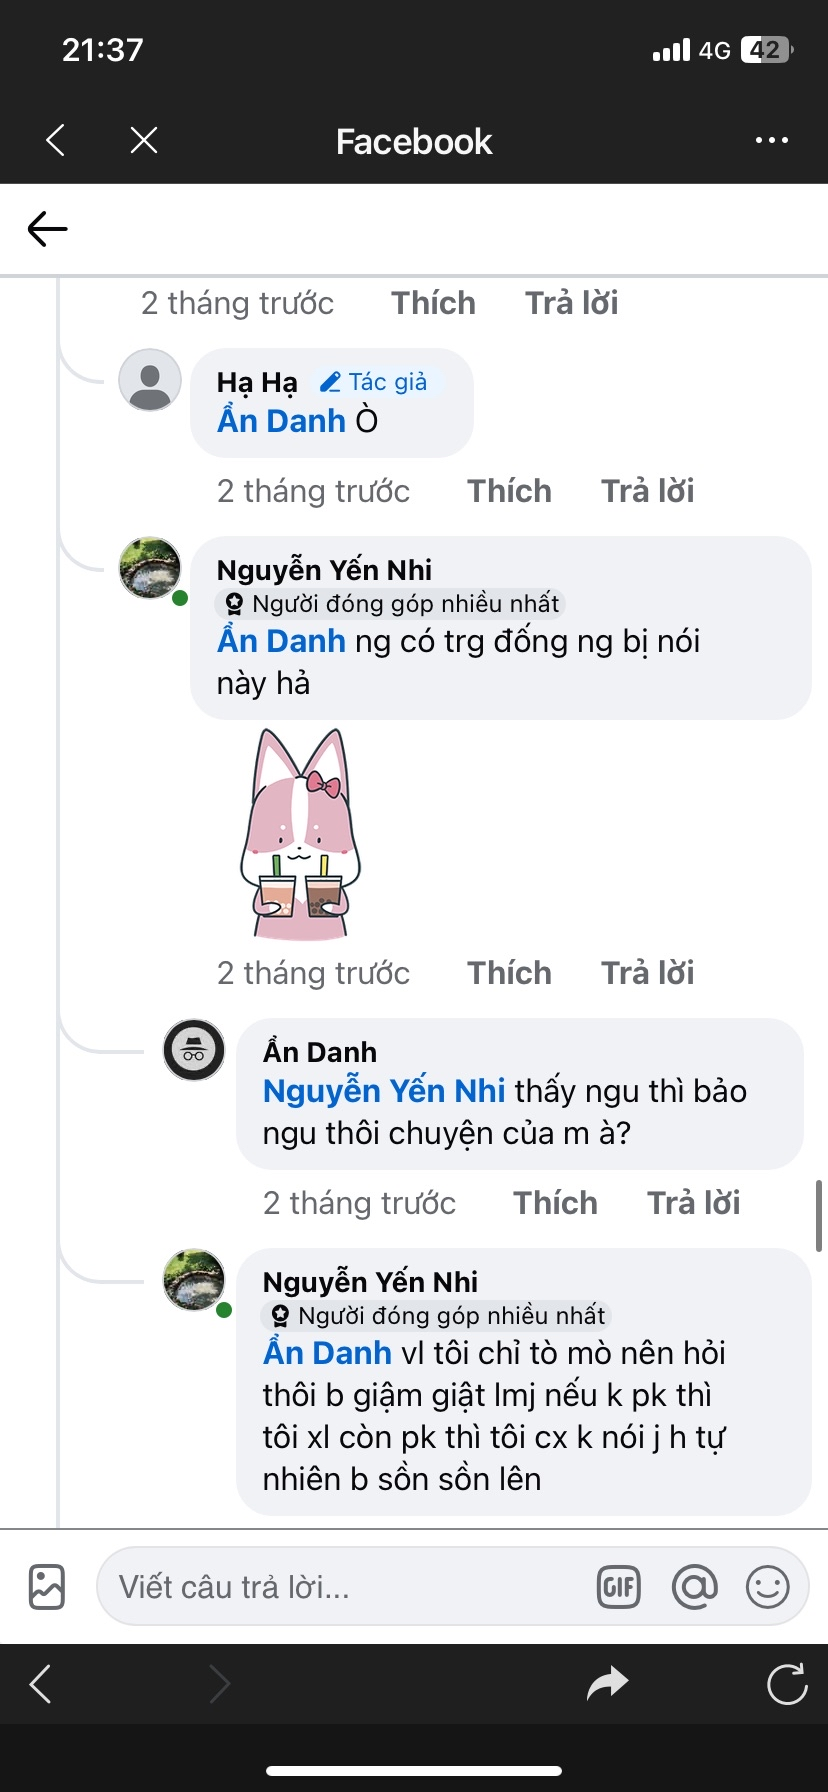 21:37
4G
42
Facebook
2 tháng trước Thích Trả lời
Hạ Hạ Tác giả
Ẩn Danh Ò
2 tháng trước Thích Trả lời
Nguyễn Yến Nhi
Người đóng góp nhiều nhất
Ẩn Danh ng có trg đống ng bị nói
này hả
2 tháng trước Thích Trả lời
Ẩn Danh
Nguyễn Yến Nhi thấy ngu thì bảo
ngu thôi chuyện của m à?
2 tháng trước Thích Trả lời
Nguyễn Yến Nhi
Người đóng góp nhiều nhất
Ẩn Danh vl tôi chỉ tò mò nên hỏi
thôi b giậm giật lmj nếu k pk thì
tôi xl còn pk thì tôi cx k nói j h tự
nhiên b sồn sồn lên
Viết câu trả lời...
GIF